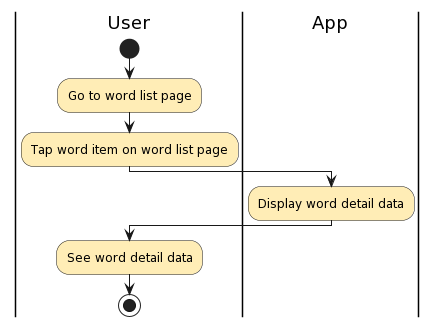 User
App
Go to word list page
Tap word item on word list page
Display word detail data
See word detail data